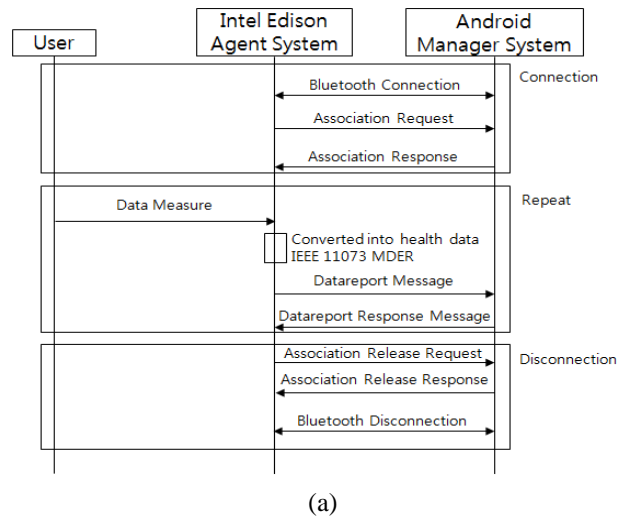 User
Intel Edison
Agent System
Android
Manager System
Connection
Bluetooth Connection
Association Request
Association Response
Repeat
Data Measure
Converted into health data
IEEE 11073 MDER
Datareport Message
Datareport Response Message
Association Release Request
Disconnection
Association Release Response
Bluetooth Disconnection
(a)